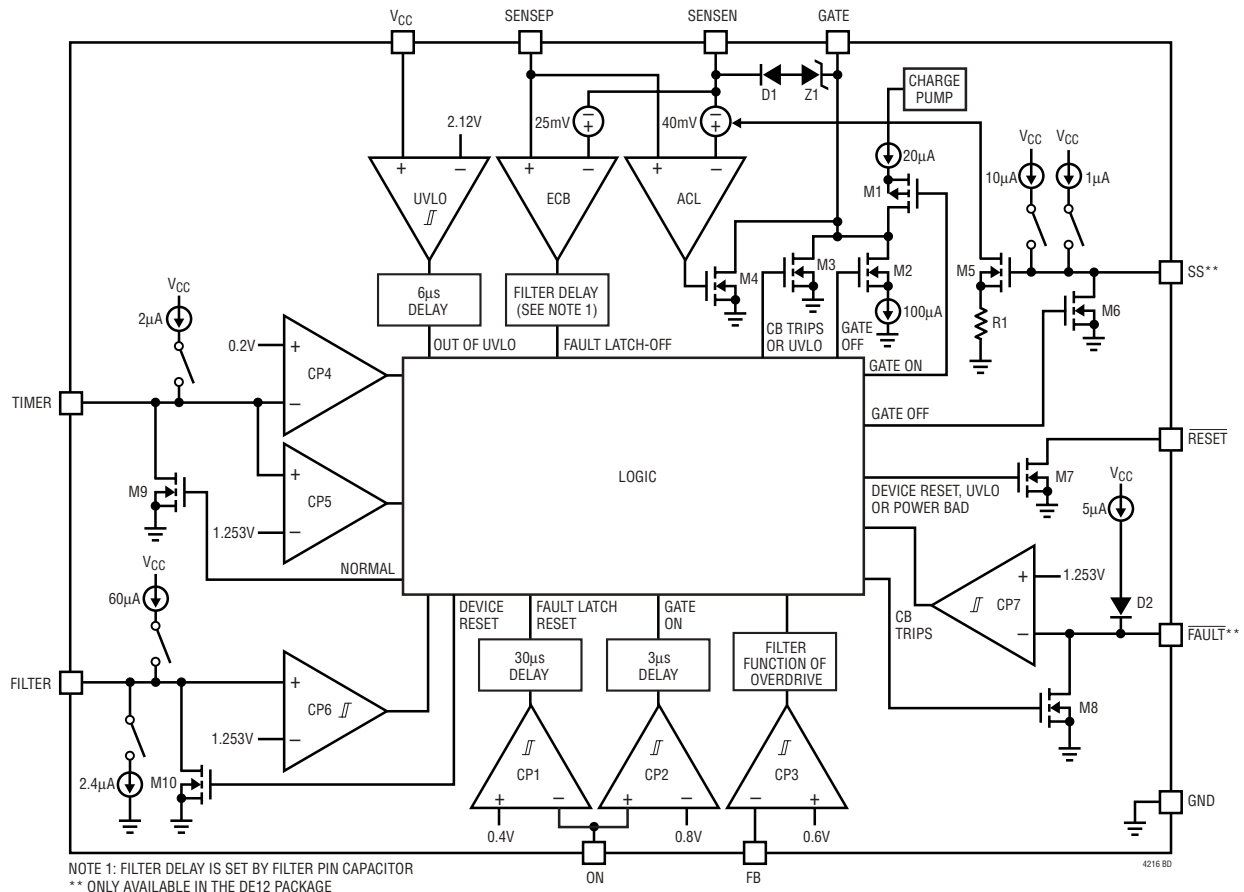 VCC
SENSEP
SENSEN
GATE
CHARGE
PUMP
D1
Z1
2.12V
25mV
40mV
20µA
VCC
VCC
10µA
1µA
M1
+
−
UVLO
+
−
ECB
+
−
ACL
−
+
−
+
M4
M3
M2
M5
SS**
6µs
DELAY
FILTER DELAY
(SEE NOTE 1)
100µA
R1
M6
VCC
2µA
CB TRIPS
OR UVLO
GATE
OFF
0.2V
+
CP4
−
OUT OF UVLO
FAULT LATCH-OFF
GATE ON
TIMER
GATE OFF
RESET
LOGIC
M9
+
CP5
−
1.253V
M7
DEVICE RESET, UVLO
OR POWER BAD
VCC
5µA
NORMAL
VCC
60µA
DEVICE
RESET
FAULT LATCH
RESET
GATE
ON
+
1.253V
CP7
−
D2
CB
TRIPS
FAULT**
FILTER
30µs
DELAY
3µs
DELAY
FILTER
FUNCTION OF
OVERDRIVE
+
CP6
−
1.253V
M8
2.4µA
M10
CP1
+
−
CP2
+
−
CP3
−
+
0.4V
0.8V
0.6V
GND
ON
FB
NOTE 1: FILTER DELAY IS SET BY FILTER PIN CAPACITOR
** ONLY AVAILABLE IN THE DE12 PACKAGE
4216 BD